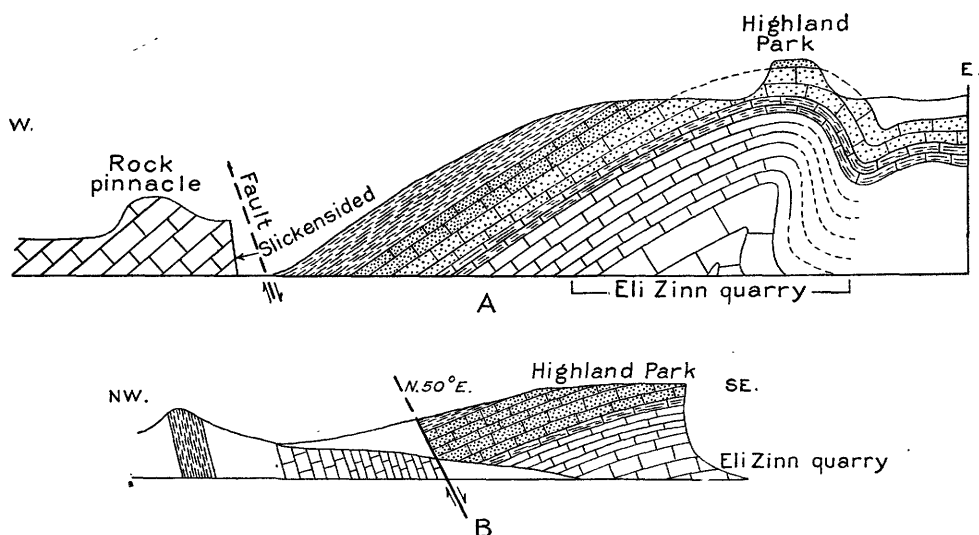 Highland
Park
E.
W.
Rock
pinnacle
Fault
Slickensided
A
Eli Zinn quarry
NW.
N.50°E.
Highland Park
SE.
Eli Zinn quarry
B